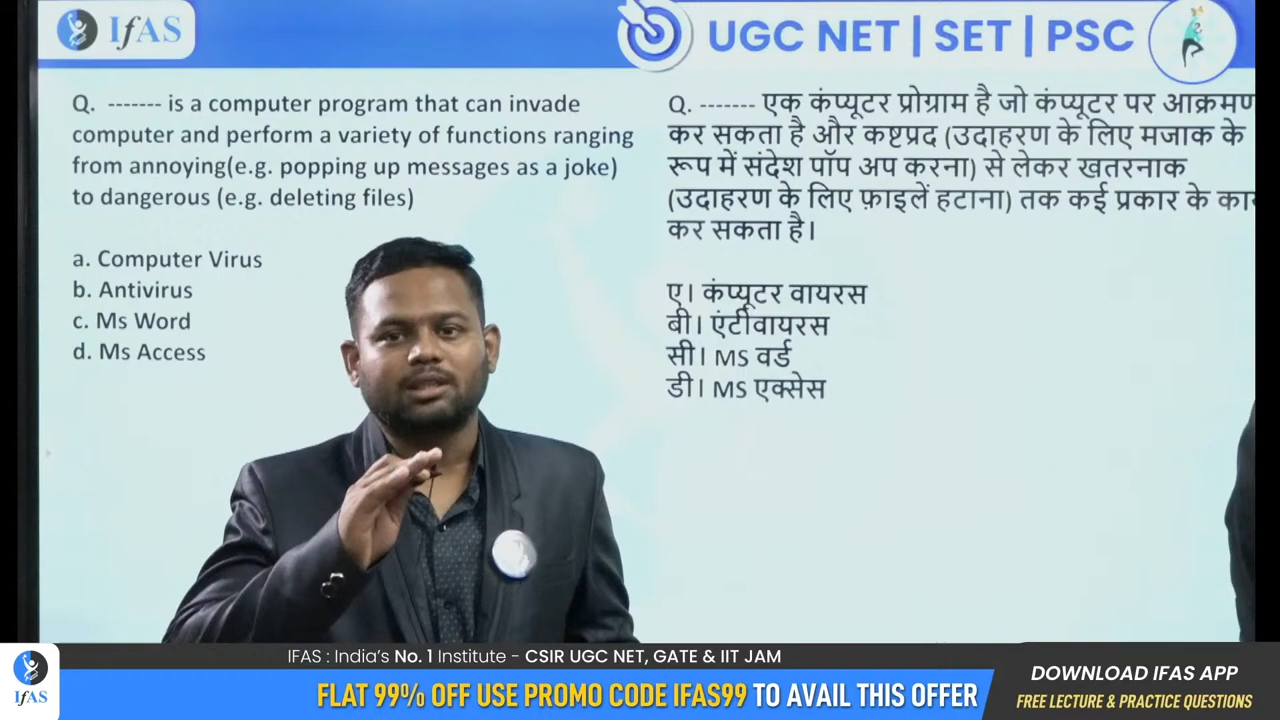 IfAS
UGC NET | SET | PSC
Q. ------- is a computer program that can invade
computer and perform a variety of functions ranging
from annoying(e.g. popping up messages as a joke)
to dangerous (e.g. deleting files)
a. Computer Virus
b. Antivirus
c. Ms Word
d. Ms Access
Q. ------- एक कंप्यूटर प्रोग्राम है जो कंप्यूटर पर आक्रमण
कर सकता है और कष्टप्रद (उदाहरण के लिए मजाक के
रूप में संदेश पॉप अप करना) से लेकर खतरनाक
(उदाहरण के लिए फ़ाइलें हटाना) तक कई प्रकार के
कर सकता है।
ए। कंप्यूटर वायरस
बी। एंटीवायरस
सी। MS वर्ड
डी। MS एक्सेस
IfAS
IFAS : India's No. 1 Institute - CSIR UGC NET, GATE & IIT JAM
FLAT 99% OFF USE PROMO CODE IFAS99 TO AVAIL THIS OFFER
DOWNLOAD IFAS APP
FREE LECTURE & PRACTICE QUESTIONS